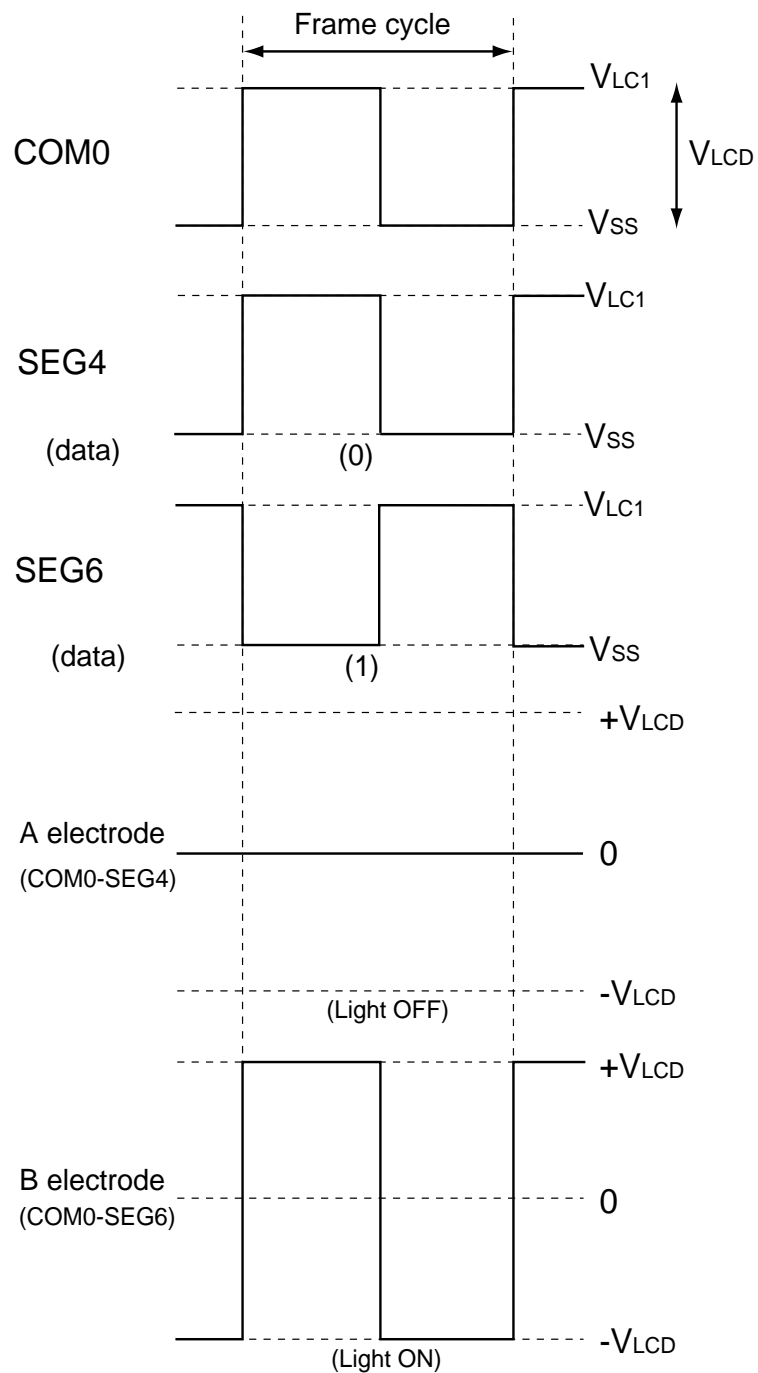 Frame cycle
VLC1
COM0
VLCD
VSS
VLC1
SEG4
(data)
(0)
VSS
VLC1
SEG6
(data)
(1)
VSS
+VLCD
A electrode
(COM0-SEG4)
0
-VLCD
(Light OFF)
+VLCD
B electrode
(COM0-SEG6)
0
-VLCD
(Light ON)